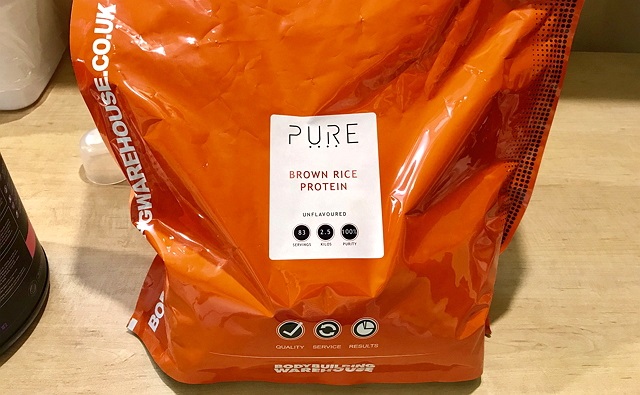 GWAREHOUSE.CO.UK
PURE
BROWN RICE
PROTEIN
UNFLAVOURED
83
SERVINGS
2.5
KILOS
100%
PURITY
BO
QUALITY
SERVICE
RESULTS
BODYBUILDING
WAREHOUSE